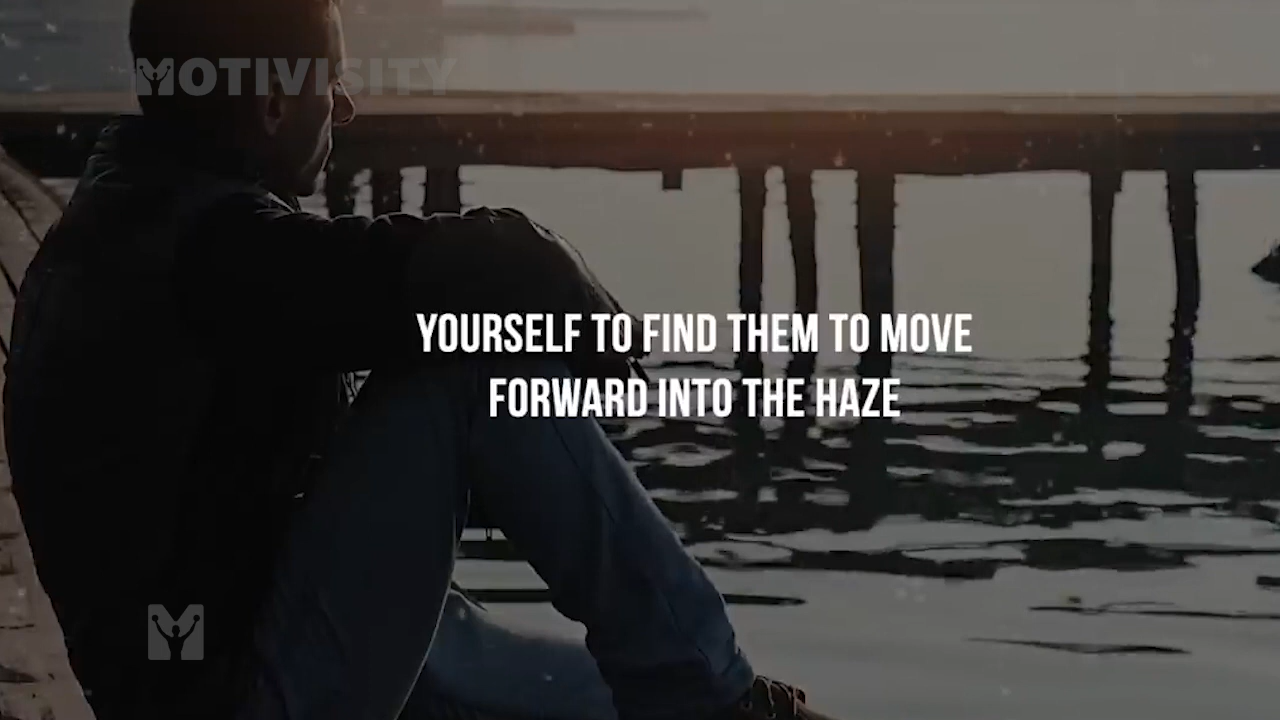 MOTIVISITY
YOURSELF TO FIND THEM TO MOVE
FORWARD INTO THE HAZE